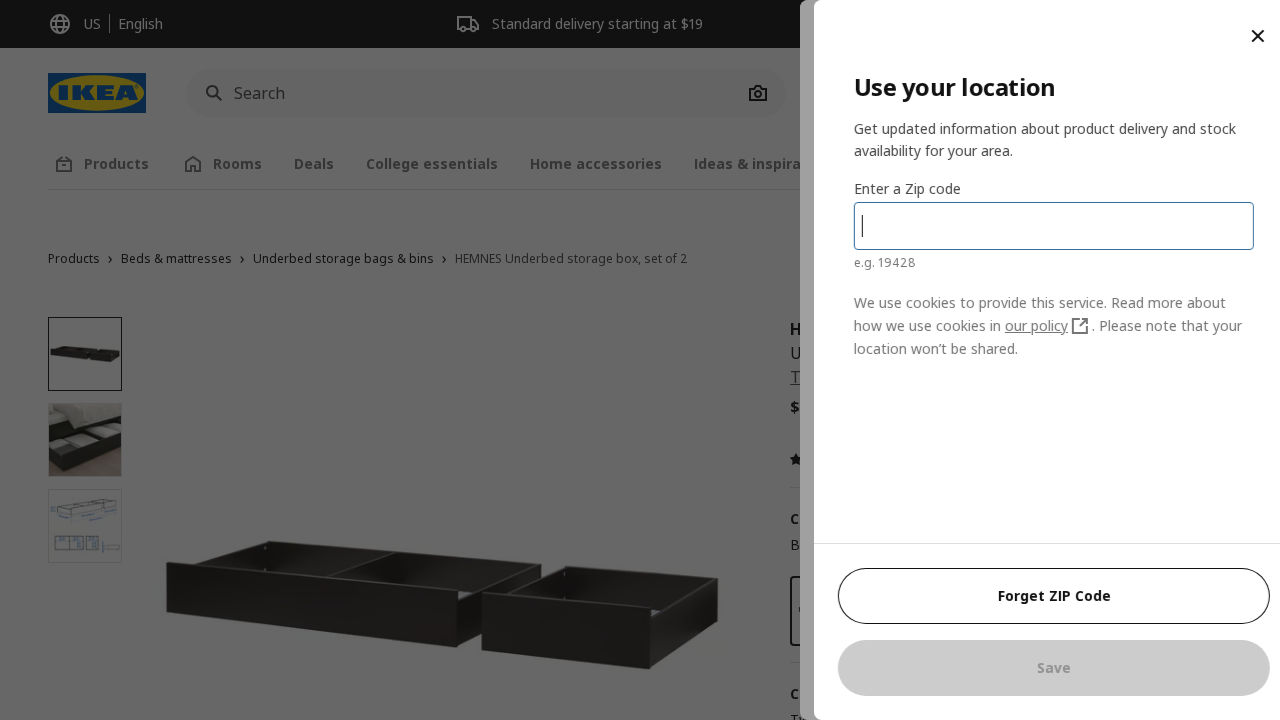 US
English
Standard delivery starting at $19
IKEA
Search
Products
Rooms
Deals
College essentials
Home accessories
Ideas & inspira
Products › Beds & mattresses › Underbed storage bags & bins › HEMNES Underbed storage box, set of 2
H
U
T
$
C
B
C
Use your location
Get updated information about product delivery and stock
availability for your area.
Enter a Zip code
e.g. 19428
We use cookies to provide this service. Read more about
how we use cookies in our policy . Please note that your
location won’t be shared.
Forget ZIP Code
Save